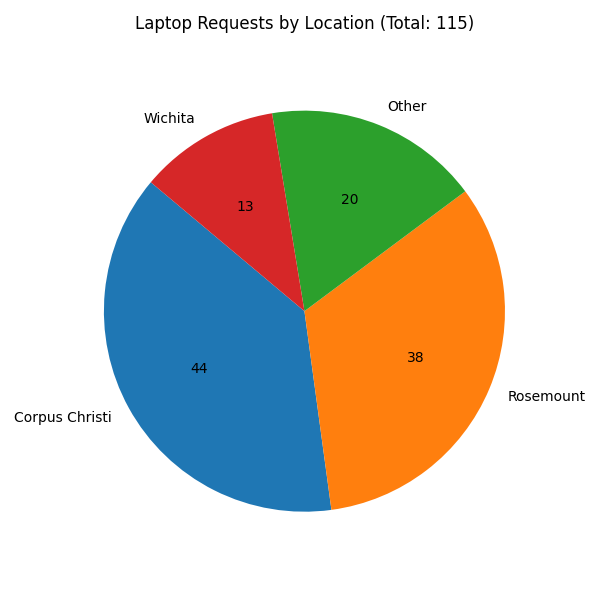 Laptop Requests by Location (Total: 115)
Other
Wichita
20
13
38
44
Rosemount
Corpus Christi